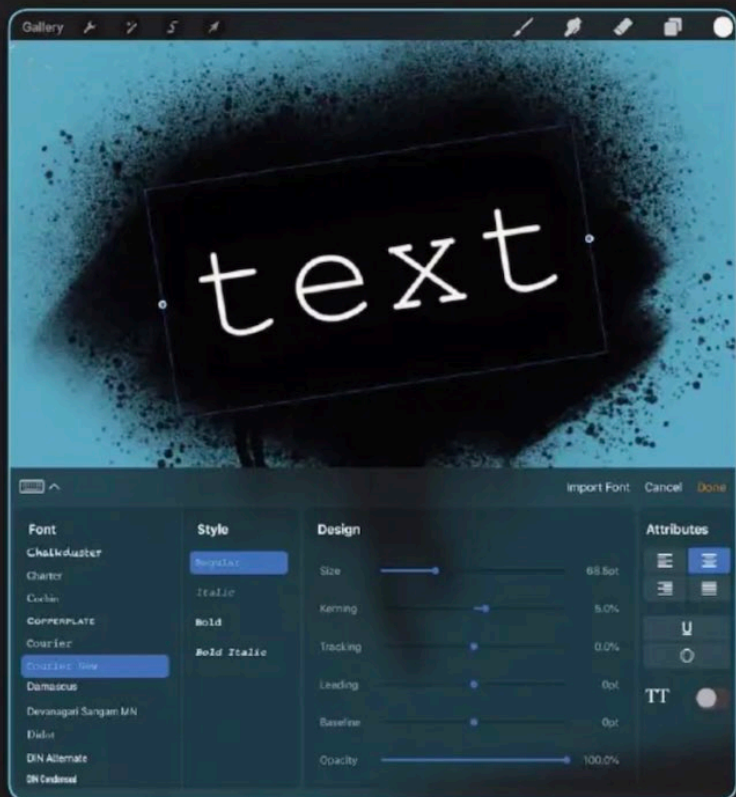 Gallery
text
Import Font Cancel Done
Font
Chalkduster
Charter
Cochin
COPPERPLATE
Courier
Courier New
Damascus
Devanagari Sangam MN
Didot
DIN Alternate
DIN Condensed
Style
Regular
Italic
Bold
Bold Italic
Design
Size 68.5pt
Kerning 5.0%
Tracking 0.0%
Leading 0pt
Baseline 0pt
Opacity 100.0%
Attributes
U
O
TT